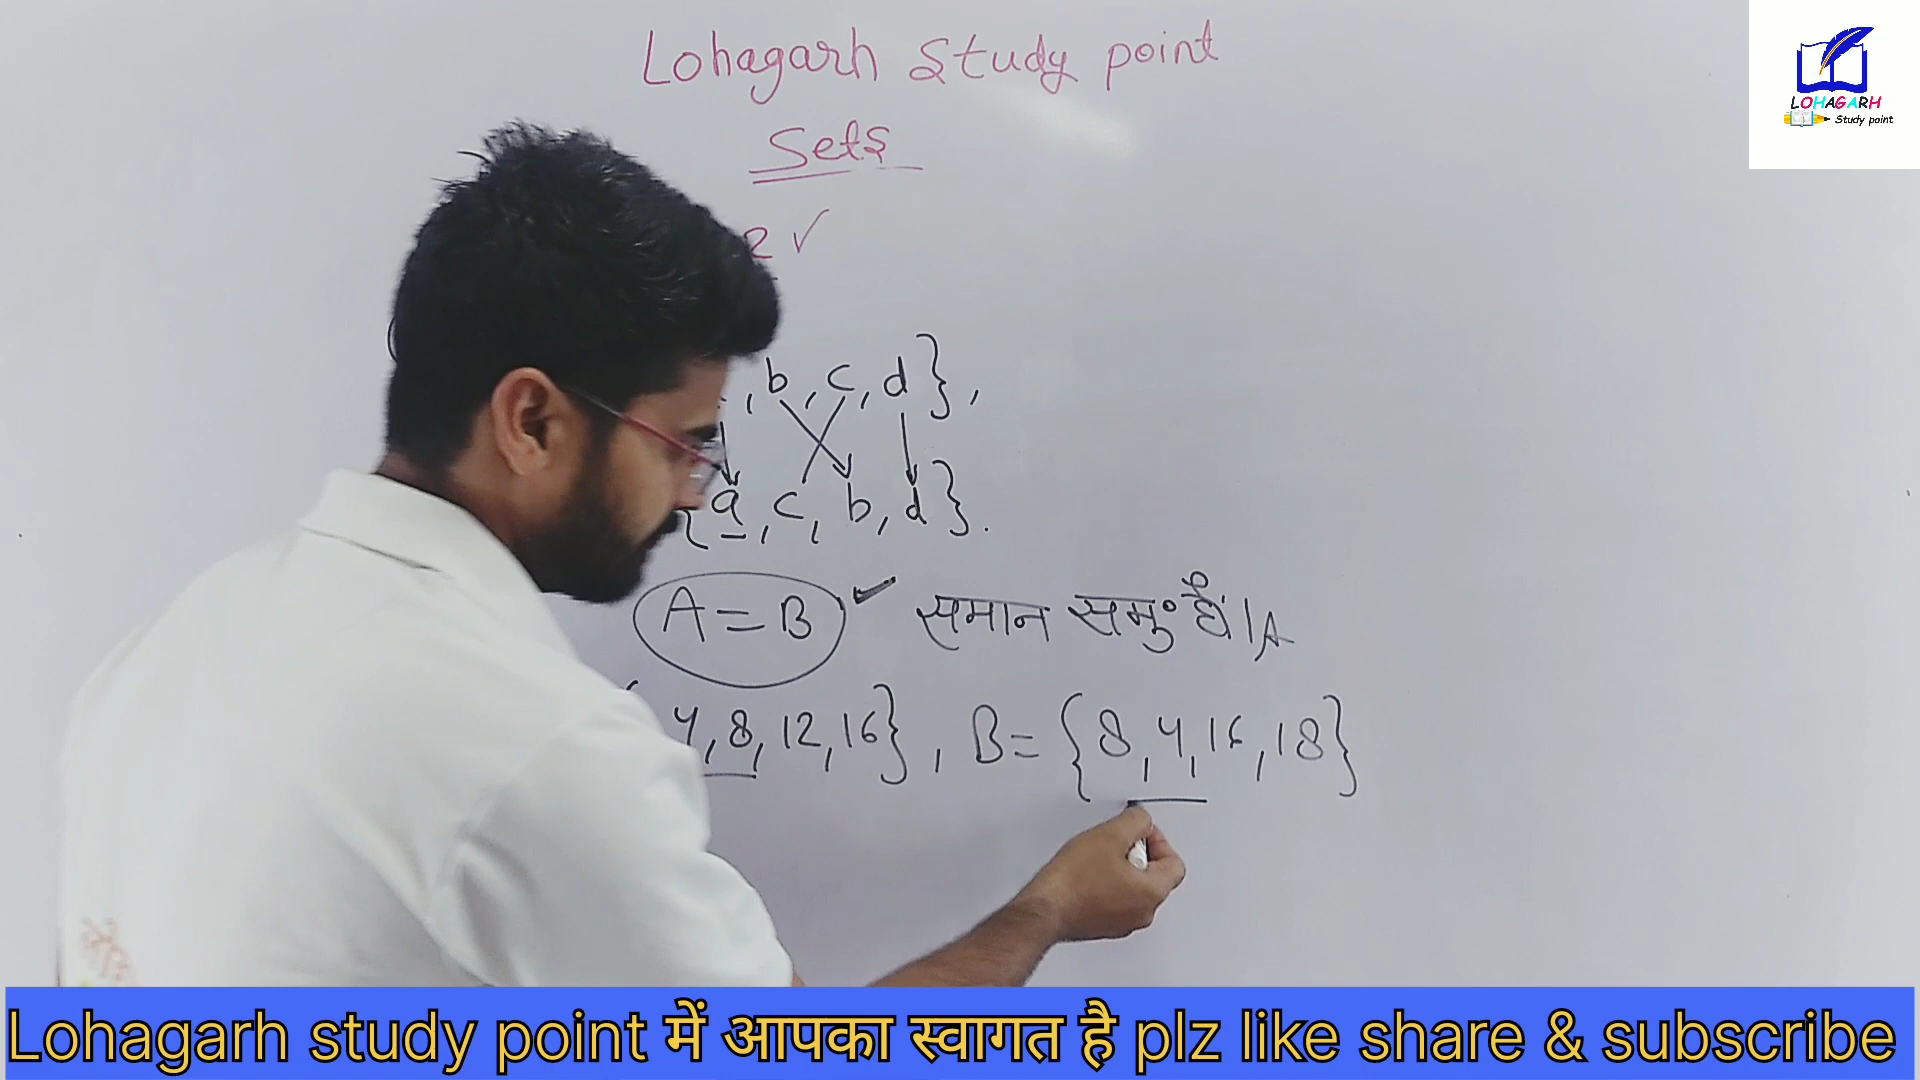 Lohagarh Study point
LOHAGARH
Study point
Sets
2 ✓
, b, c, d},
{a, c, b, d}.
A = B ✓ समान समु० हैं। A
4, 8, 12, 16}, B = {8, 4, 16, 18}
Lohagarh study point में आपका स्वागत है plz like share & subscribe